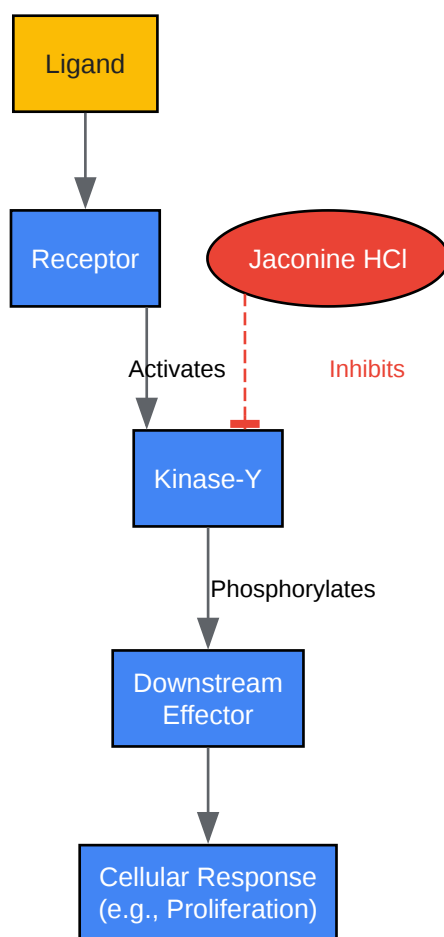 Ligand
Receptor
Jaconine HCl
Activates
Inhibits
Kinase-Y
Phosphorylates
Downstream
Effector
Cellular Response
(e.g., Proliferation)